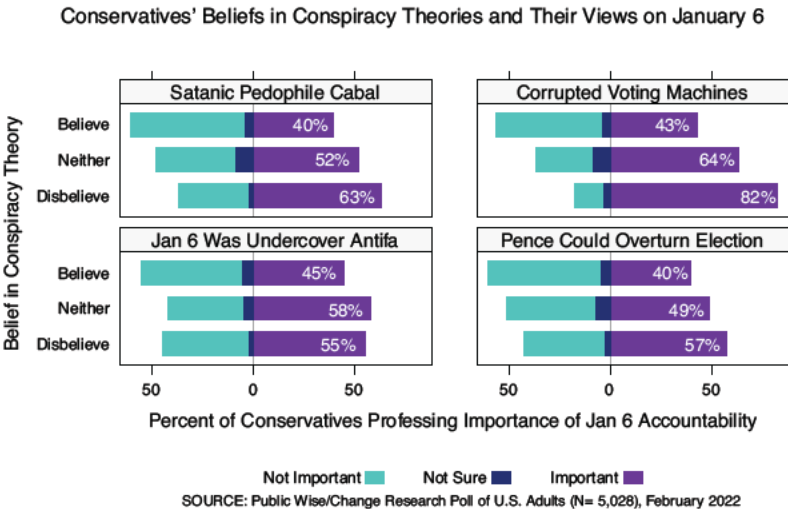 Conservatives’ Beliefs in Conspiracy Theories and Their Views on January 6
Belief in Conspiracy Theory
Satanic Pedophile Cabal
Believe
40%
Neither
52%
Disbelieve
63%
Corrupted Voting Machines
43%
64%
82%
Jan 6 Was Undercover Antifa
Believe
45%
Neither
58%
Disbelieve
55%
Pence Could Overturn Election
40%
49%
57%
50 0 50 50 0 50
Percent of Conservatives Professing Importance of Jan 6 Accountability
Not Important Not Sure Important
SOURCE: Public Wise/Change Research Poll of U.S. Adults (N= 5,028), February 2022